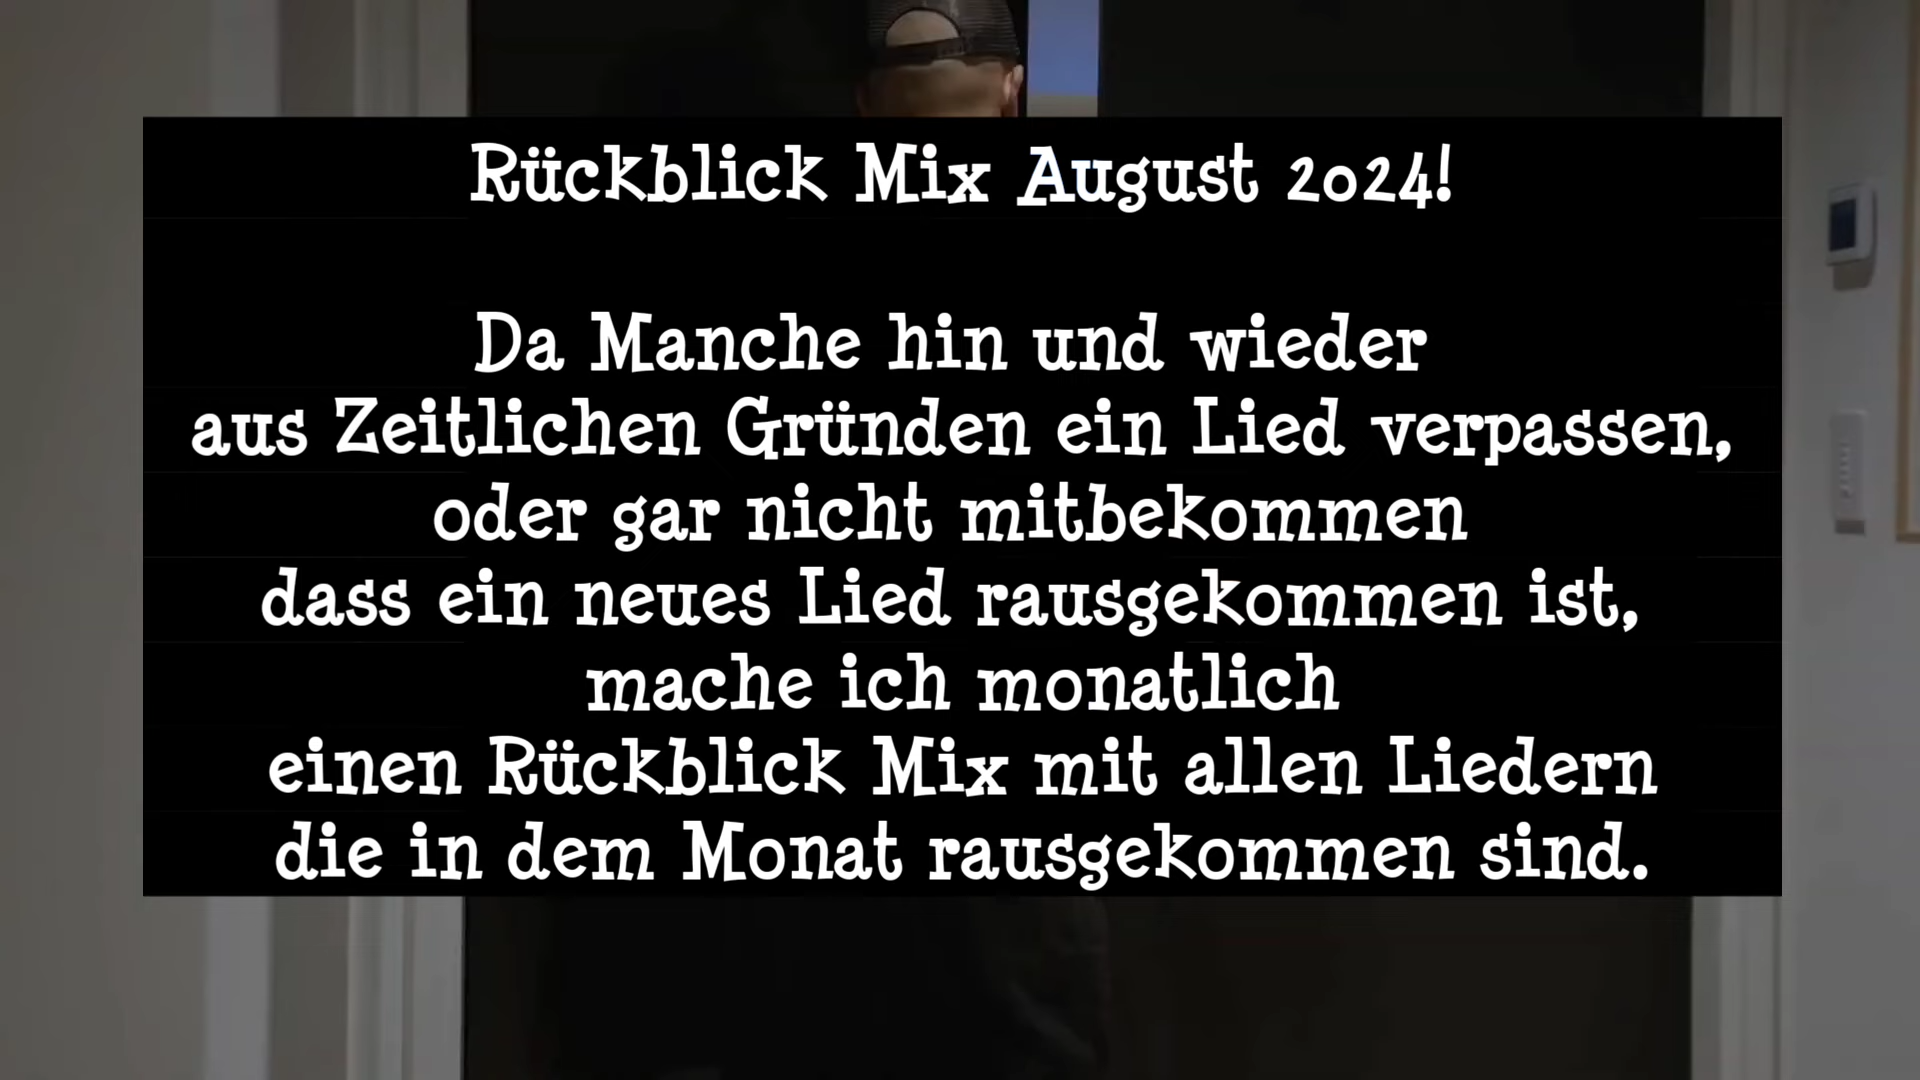 Rückblick Mix August 2024!
Da Manche hin und wieder
aus Zeitlichen Gründen ein Lied verpassen,
oder gar nicht mitbekommen
dass ein neues Lied rausgekommen ist,
mache ich monatlich
einen Rückblick Mix mit allen Liedern
die in dem Monat rausgekommen sind.